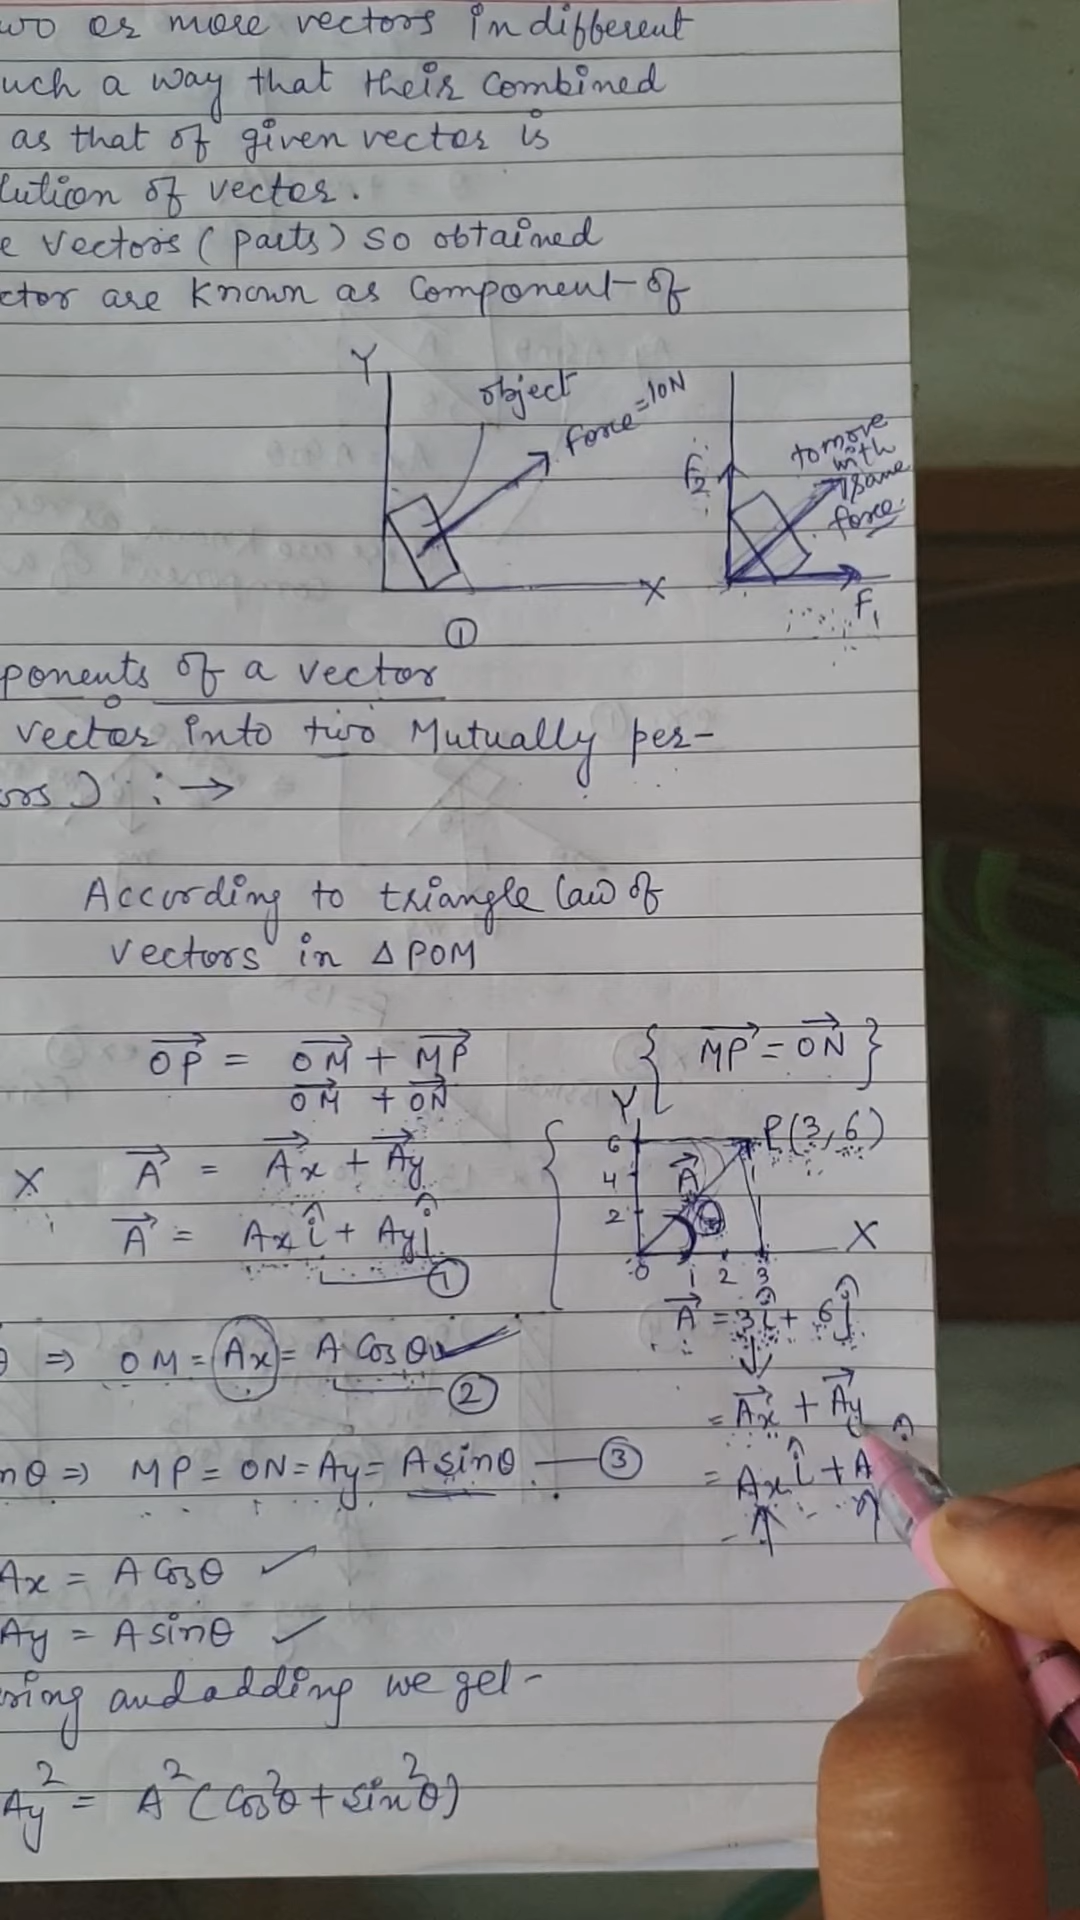 or more vectors in different
uch a way that their combined
as that of given vector is
lution of vector.
e vectors (parts) so obtained
ctor are known as component of
Y
object
Force = 10N
X
①
F₂
to move
with
same
force.
F₁
ponents of a vector
vector into two Mutually per-
ors) :→
According to triangle law of
vectors in Δ POM
OP⃗ = OM⃗ + MP⃗
{ MP⃗ = ON⃗ }
OM⃗ + ON⃗
X A⃗ = Ax⃗ + Ay⃗
A⃗ = Ax î + Ay ĵ
①
Y
6
4
2
0 1 2 3
X
A⃗
θ
P(3,6)
A⃗ = 3î + 6ĵ
= Ax⃗ + Ay⃗
= Ax î + A
θ ⇒ OM = Ax = A Cosθ
②
nθ ⇒ MP = ON = Ay = A sinθ — ③
Ax = A Cosθ ✓
Ay = A sinθ ✓
ring and adding we get -
Ay² = A² (Cos²θ + sin²θ)